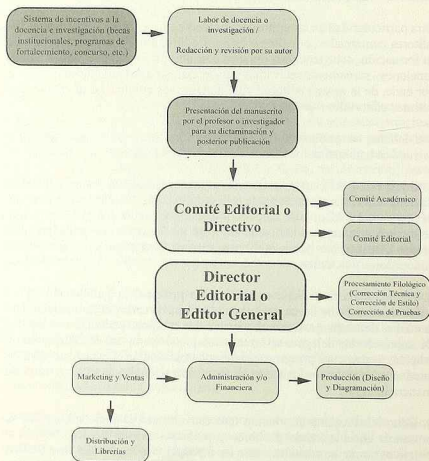 Sistema de incentivos a la
docencia e investigación (becas
institucionales, programas de
fortalecimiento, concurso, etc.)
Labor de docencia o
investigación /
Redacción y revisión por su autor
Presentación del manuscrito
por el profesor o investigador
para su dictaminación y
posterior publicación
Comité Editorial o
Directivo
Comité Académico
Comité Editorial
Director
Editorial o
Editor General
Procesamiento Filológico
(Corrección Técnica y
Corrección de Estilo)
Corrección de Pruebas
Marketing y Ventas
Administración y/o
Financiera
Producción (Diseño
y Diagramación)
Distribución y
Librerías